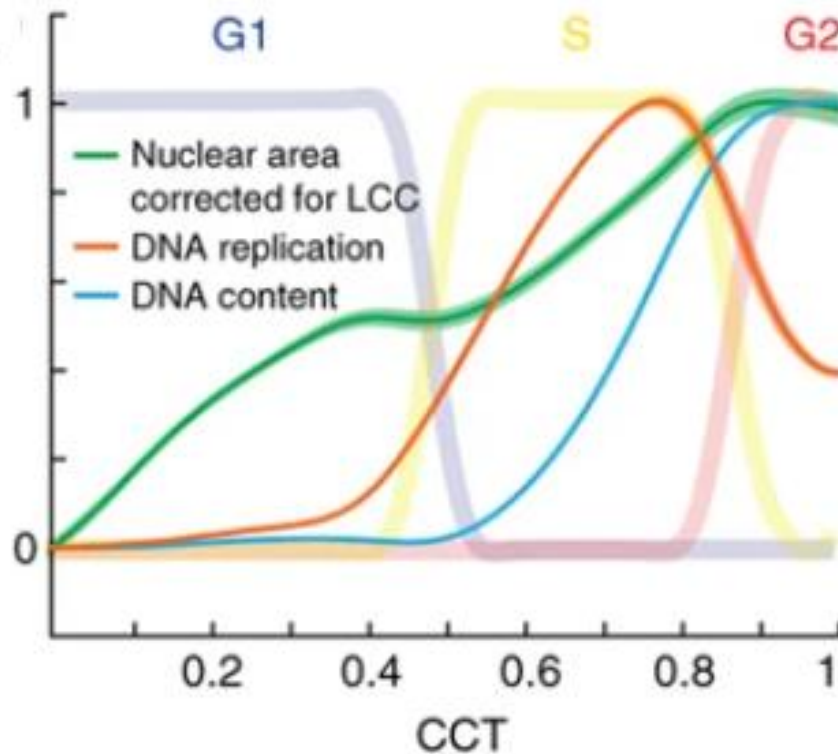 G1 S G2
1
Nuclear area
corrected for LCC
DNA replication
DNA content
0
0.2 0.4 0.6 0.8 1
CCT